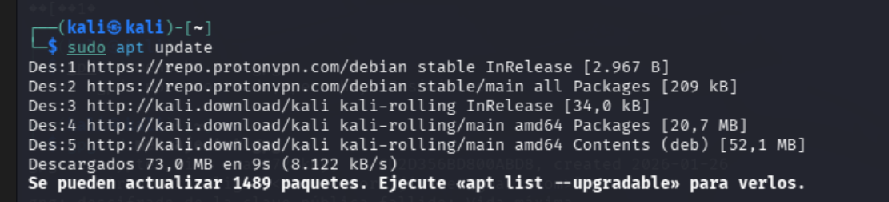 ┌──(kali㉿kali)-[~]
└─$ sudo apt update
Des:1 https://repo.protonvpn.com/debian stable InRelease [2.967 B]
Des:2 https://repo.protonvpn.com/debian stable/main all Packages [209 kB]
Des:3 http://kali.download/kali kali-rolling InRelease [34,0 kB]
Des:4 http://kali.download/kali kali-rolling/main amd64 Packages [20,7 MB]
Des:5 http://kali.download/kali kali-rolling/main amd64 Contents (deb) [52,1 MB]
Descargados 73,0 MB en 9s (8.122 kB/s)
Se pueden actualizar 1489 paquetes. Ejecute «apt list --upgradable» para verlos.